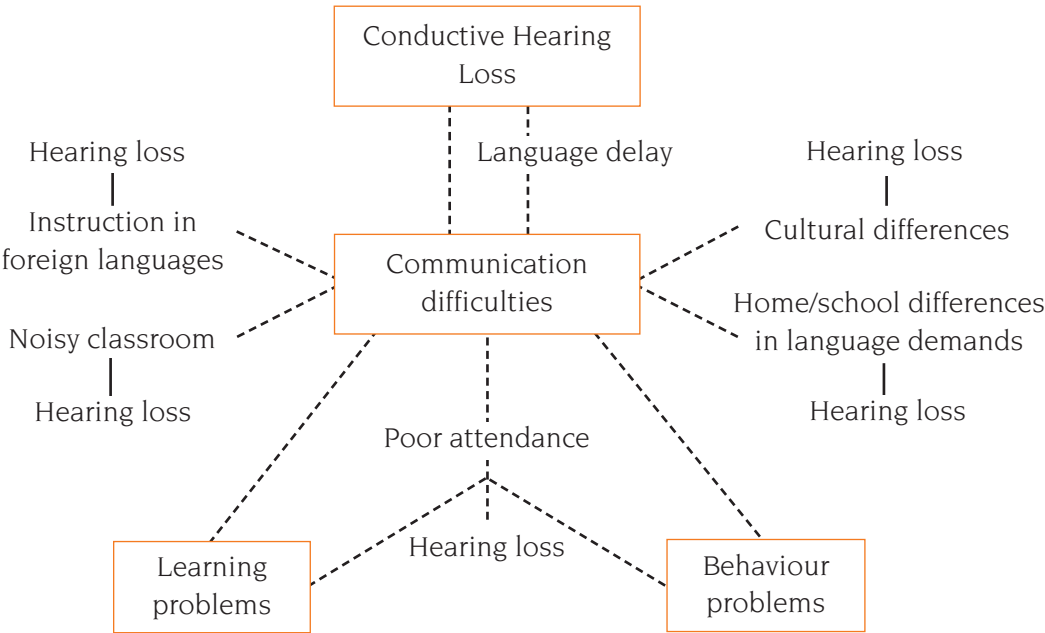 Conductive Hearing
Loss
Hearing loss
Language delay
Hearing loss
Instruction in
foreign languages
Cultural differences
Communication
difficulties
Noisy classroom
Home/school differences
in language demands
Hearing loss
Hearing loss
Poor attendance
Hearing loss
Learning
problems
Behaviour
problems